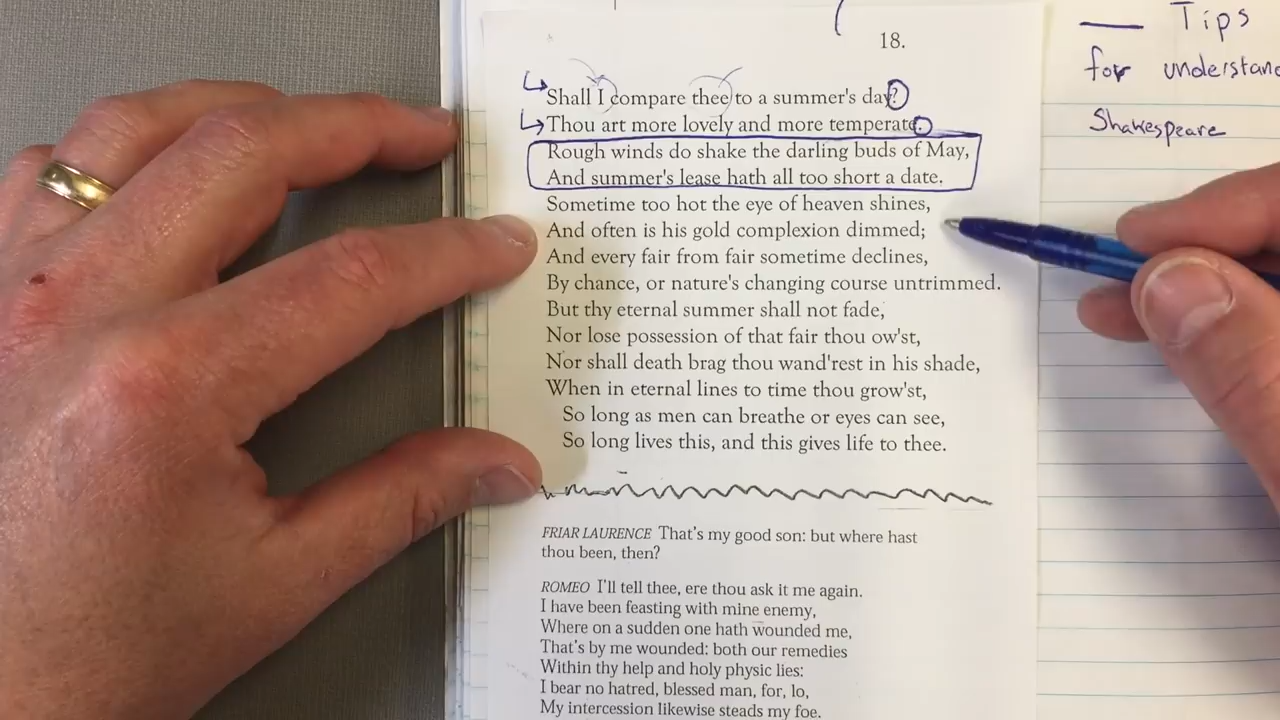 18.
Shall I compare thee to a summer's day?
Thou art more lovely and more temperate.
Rough winds do shake the darling buds of May,
And summer's lease hath all too short a date.
Sometime too hot the eye of heaven shines,
And often is his gold complexion dimmed;
And every fair from fair sometime declines,
By chance, or nature's changing course untrimmed.
But thy eternal summer shall not fade,
Nor lose possession of that fair thou ow'st,
Nor shall death brag thou wand'rest in his shade,
When in eternal lines to time thou grow'st,
So long as men can breathe or eyes can see,
So long lives this, and this gives life to thee.
FRIAR LAURENCE That's my good son: but where hast
thou been, then?
ROMEO I'll tell thee, ere thou ask it me again.
I have been feasting with mine enemy,
Where on a sudden one hath wounded me,
That's by me wounded: both our remedies
Within thy help and holy physic lies:
I bear no hatred, blessed man, for, lo,
My intercession likewise steads my foe.
— Tips
for understand
Shakespeare